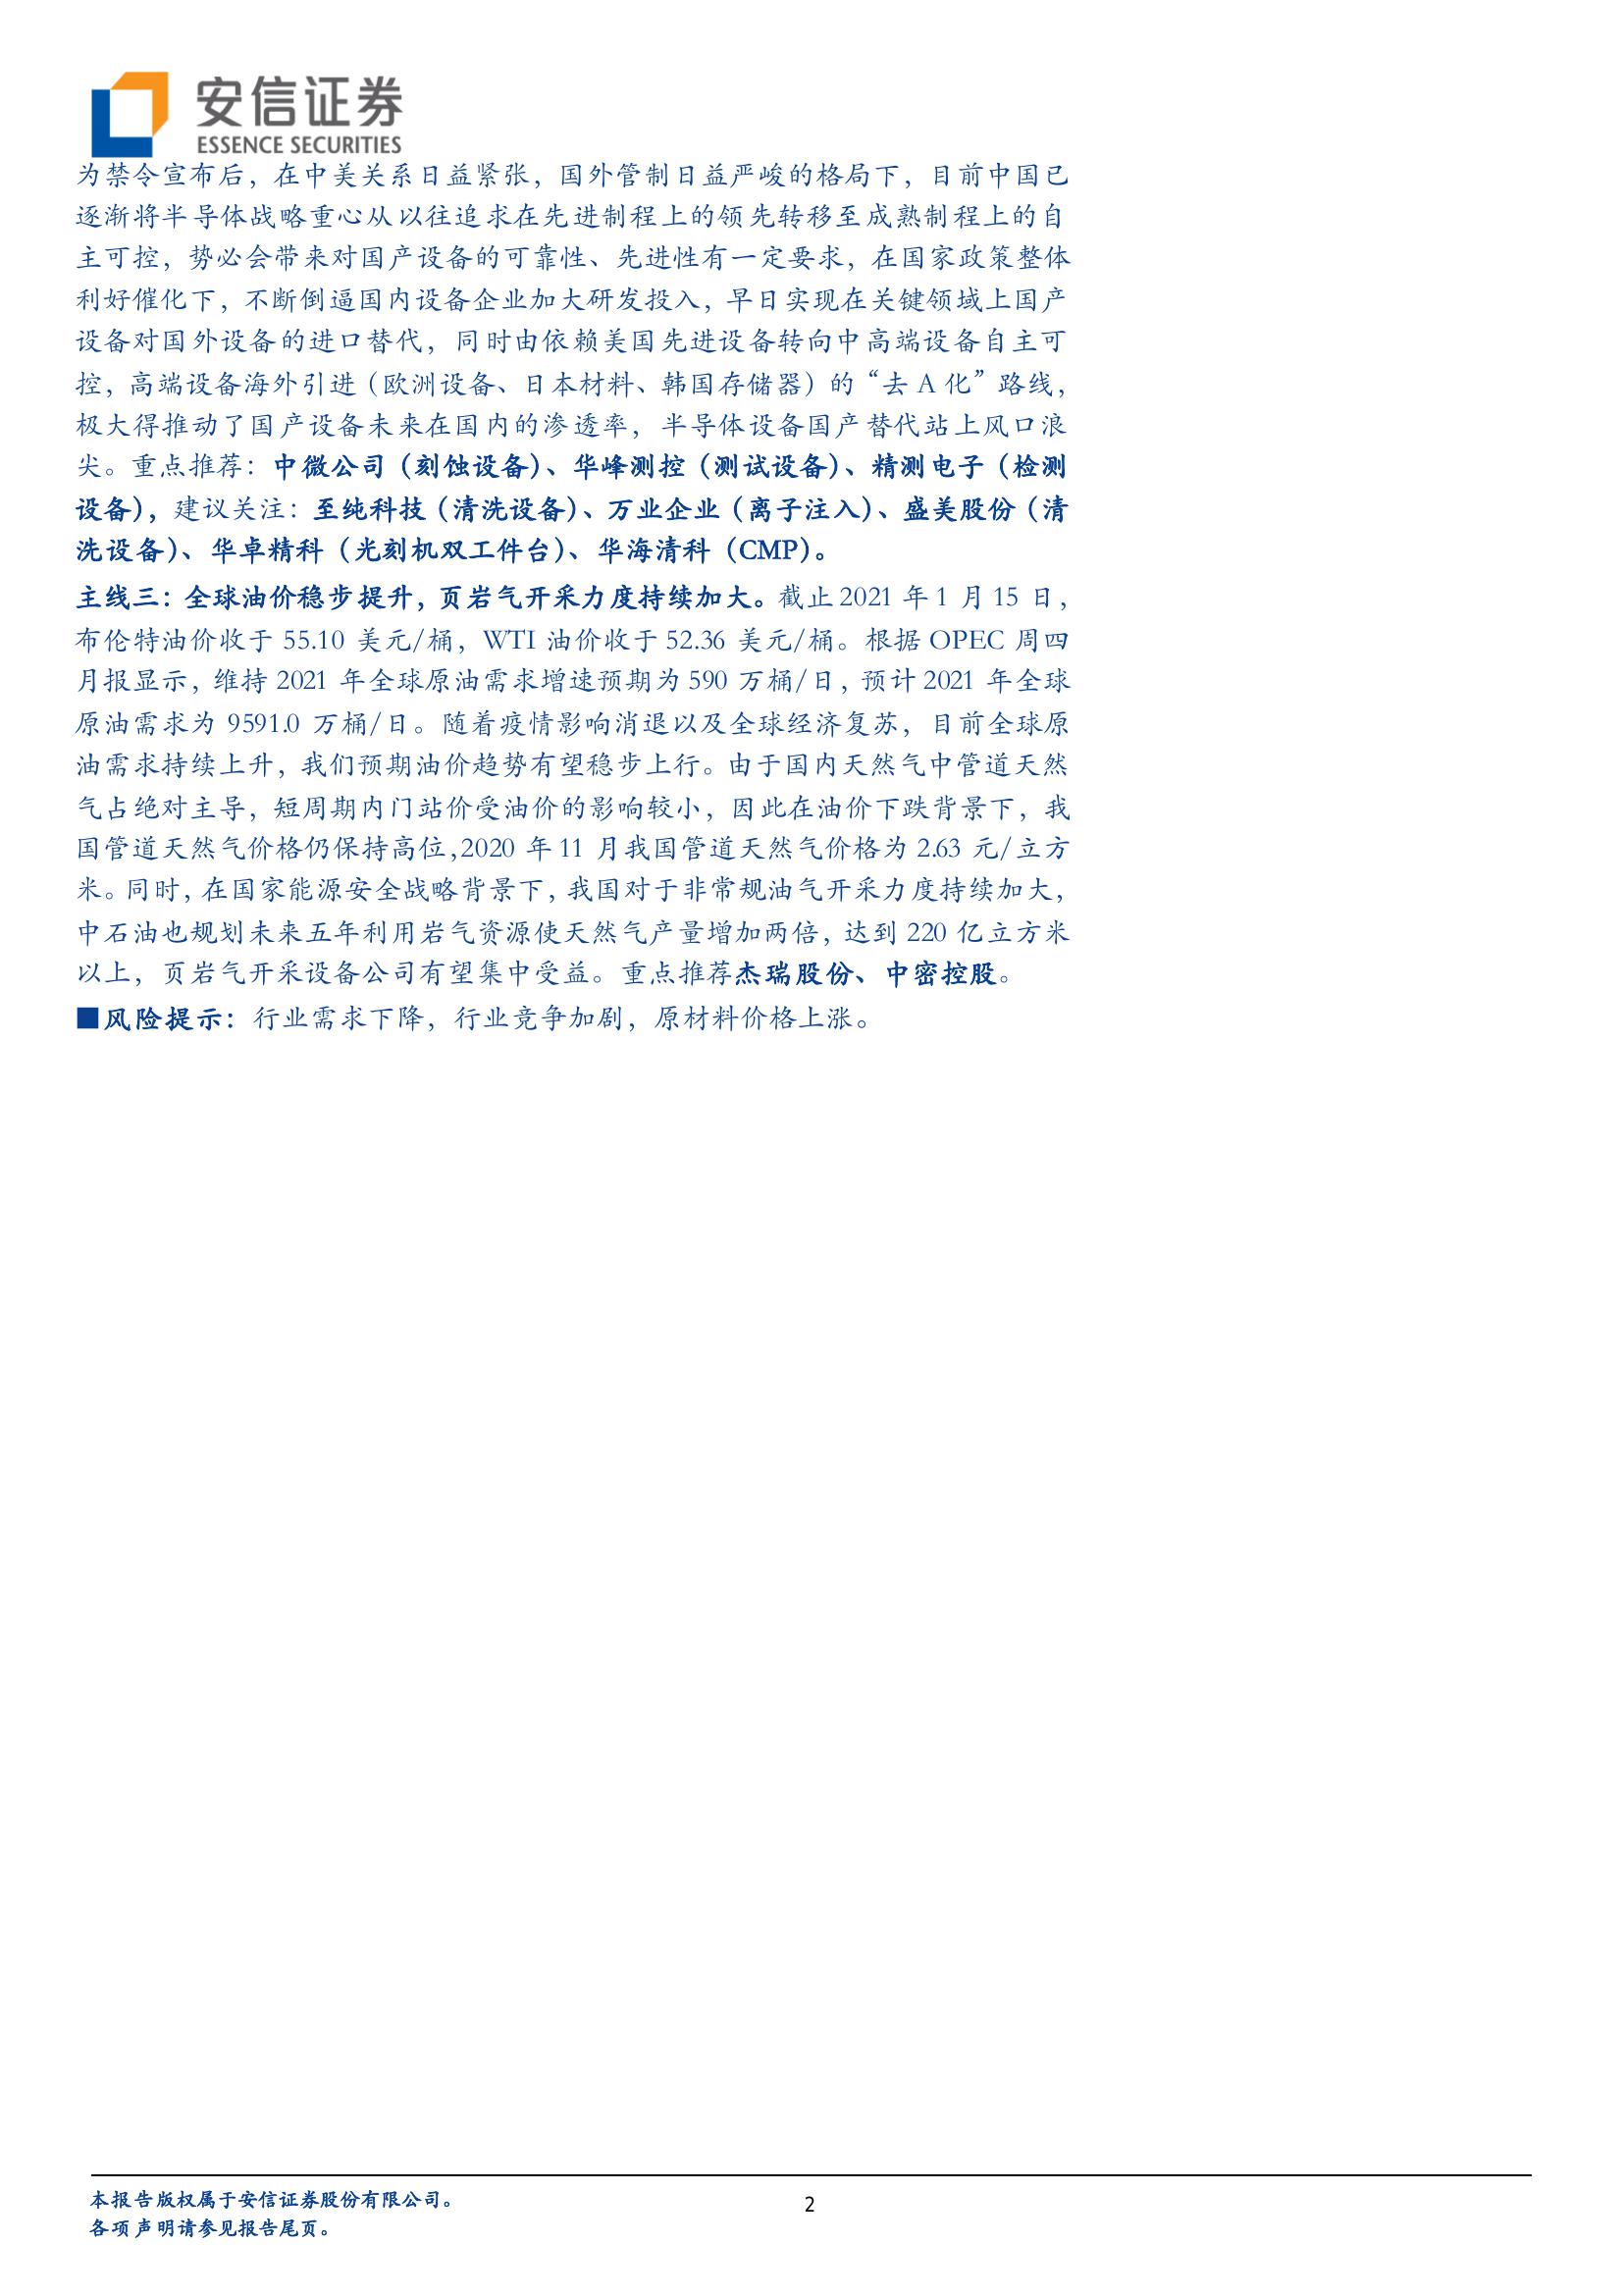 安信证券
ESSENCE SECURITIES
为禁令宣布后，在中美关系日益紧张，国外管制日益严峻的格局下，目前中国已
逐渐将半导体战略重心从以往追求在先进制程上的领先转移至成熟制程上的自
主可控，势必会带来对国产设备的可靠性、先进性有一定要求，在国家政策整体
利好催化下，不断倒逼国内设备企业加大研发投入，早日实现在关键领域上国产
设备对国外设备的进口替代，同时由依赖美国先进设备转向中高端设备自主可
控，高端设备海外引进（欧洲设备、日本材料、韩国存储器）的“去 A 化”路线，
极大得推动了国产设备未来在国内的渗透率，半导体设备国产替代站上风口浪
尖。重点推荐：中微公司（刻蚀设备）、华峰测控（测试设备）、精测电子（检测
设备），建议关注：至纯科技（清洗设备）、万业企业（离子注入）、盛美股份（清
洗设备）、华卓精科（光刻机双工件台）、华海清科（CMP）。
主线三：全球油价稳步提升，页岩气开采力度持续加大。截止 2021 年 1 月 15 日，
布伦特油价收于 55.10 美元/桶，WTI 油价收于 52.36 美元/桶。根据 OPEC 周四
月报显示，维持 2021 年全球原油需求增速预期为 590 万桶/日，预计 2021 年全球
原油需求为 9591.0 万桶/日。随着疫情影响消退以及全球经济复苏，目前全球原
油需求持续上升，我们预期油价趋势有望稳步上行。由于国内天然气中管道天然
气占绝对主导，短周期内门站价受油价的影响较小，因此在油价下跌背景下，我
国管道天然气价格仍保持高位,2020 年 11 月我国管道天然气价格为 2.63 元/立方
米。同时，在国家能源安全战略背景下，我国对于非常规油气开采力度持续加大，
中石油也规划未来五年利用岩气资源使天然气产量增加两倍，达到 220 亿立方米
以上，页岩气开采设备公司有望集中受益。重点推荐杰瑞股份、中密控股。
■风险提示：行业需求下降，行业竞争加剧，原材料价格上涨。
本报告版权属于安信证券股份有限公司。
各项声明请参见报告尾页。
2